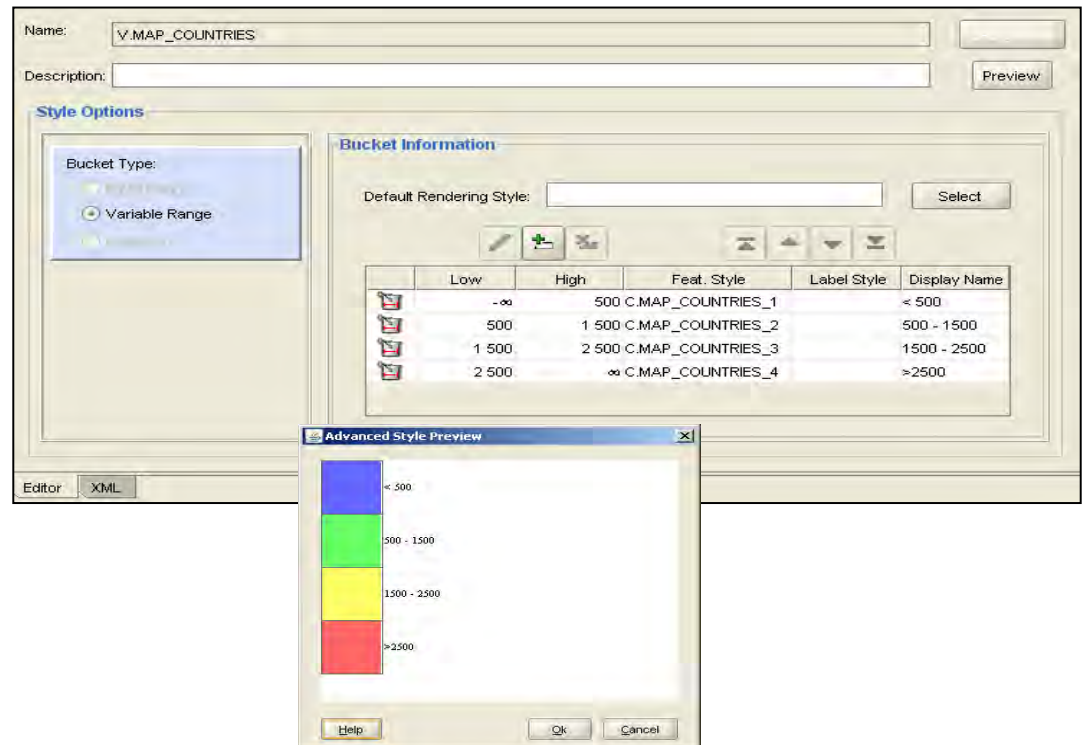 Name: V.MAP_COUNTRIES
Description: Preview
Style Options
Bucket Type:
Variable Range
Bucket Information
Default Rendering Style: Select
Low High Feat. Style Label Style Display Name
-∞ 500 C.MAP_COUNTRIES_1 < 500
500 1 500 C.MAP_COUNTRIES_2 500 - 1500
1 500 2 500 C.MAP_COUNTRIES_3 1500 - 2500
2 500 ∞ C.MAP_COUNTRIES_4 >2500
Editor XML
Advanced Style Preview
< 500
500 - 1500
1500 - 2500
>2500
Help Ok Cancel